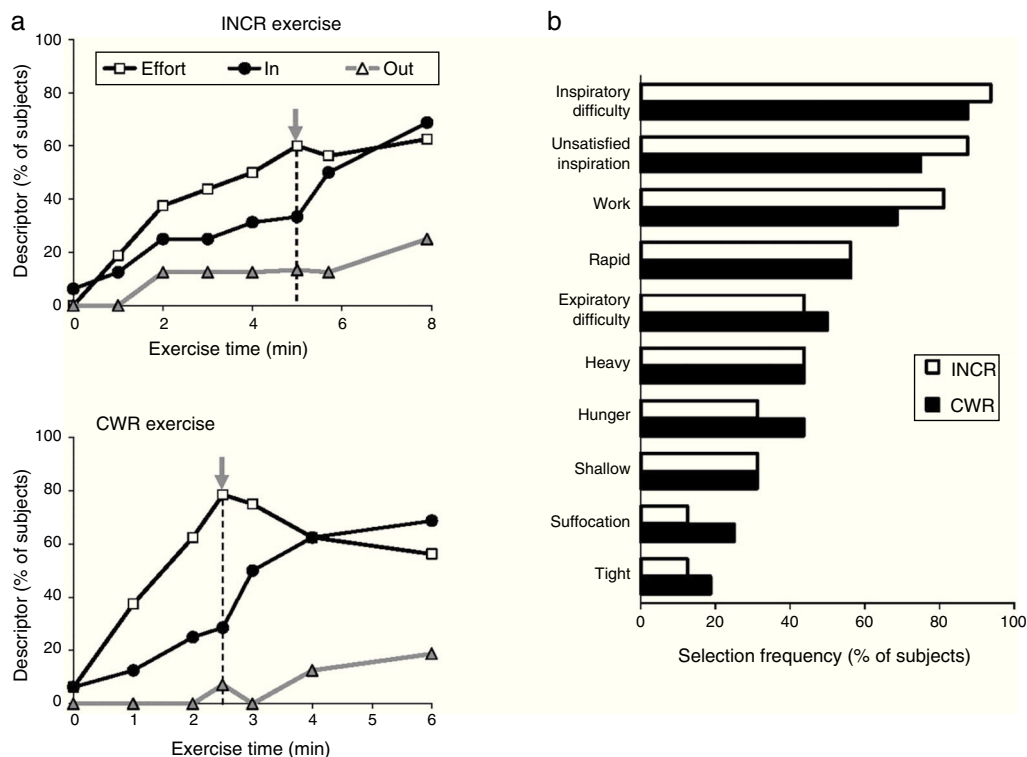 a
INCR exercise
Descriptor (% of subjects)
100
80
60
40
20
0
Effort In Out
0 2 4 6 8
Exercise time (min)
CWR exercise
Descriptor (% of subjects)
100
80
60
40
20
0
0 1 2 3 4 5 6
Exercise time (min)
b
Inspiratory
difficulty
Unsatisfied
inspiration
Work
Rapid
Expiratory
difficulty
Heavy
Hunger
Shallow
Suffocation
Tight
INCR
CWR
0 20 40 60 80 100
Selection frequency (% of subjects)